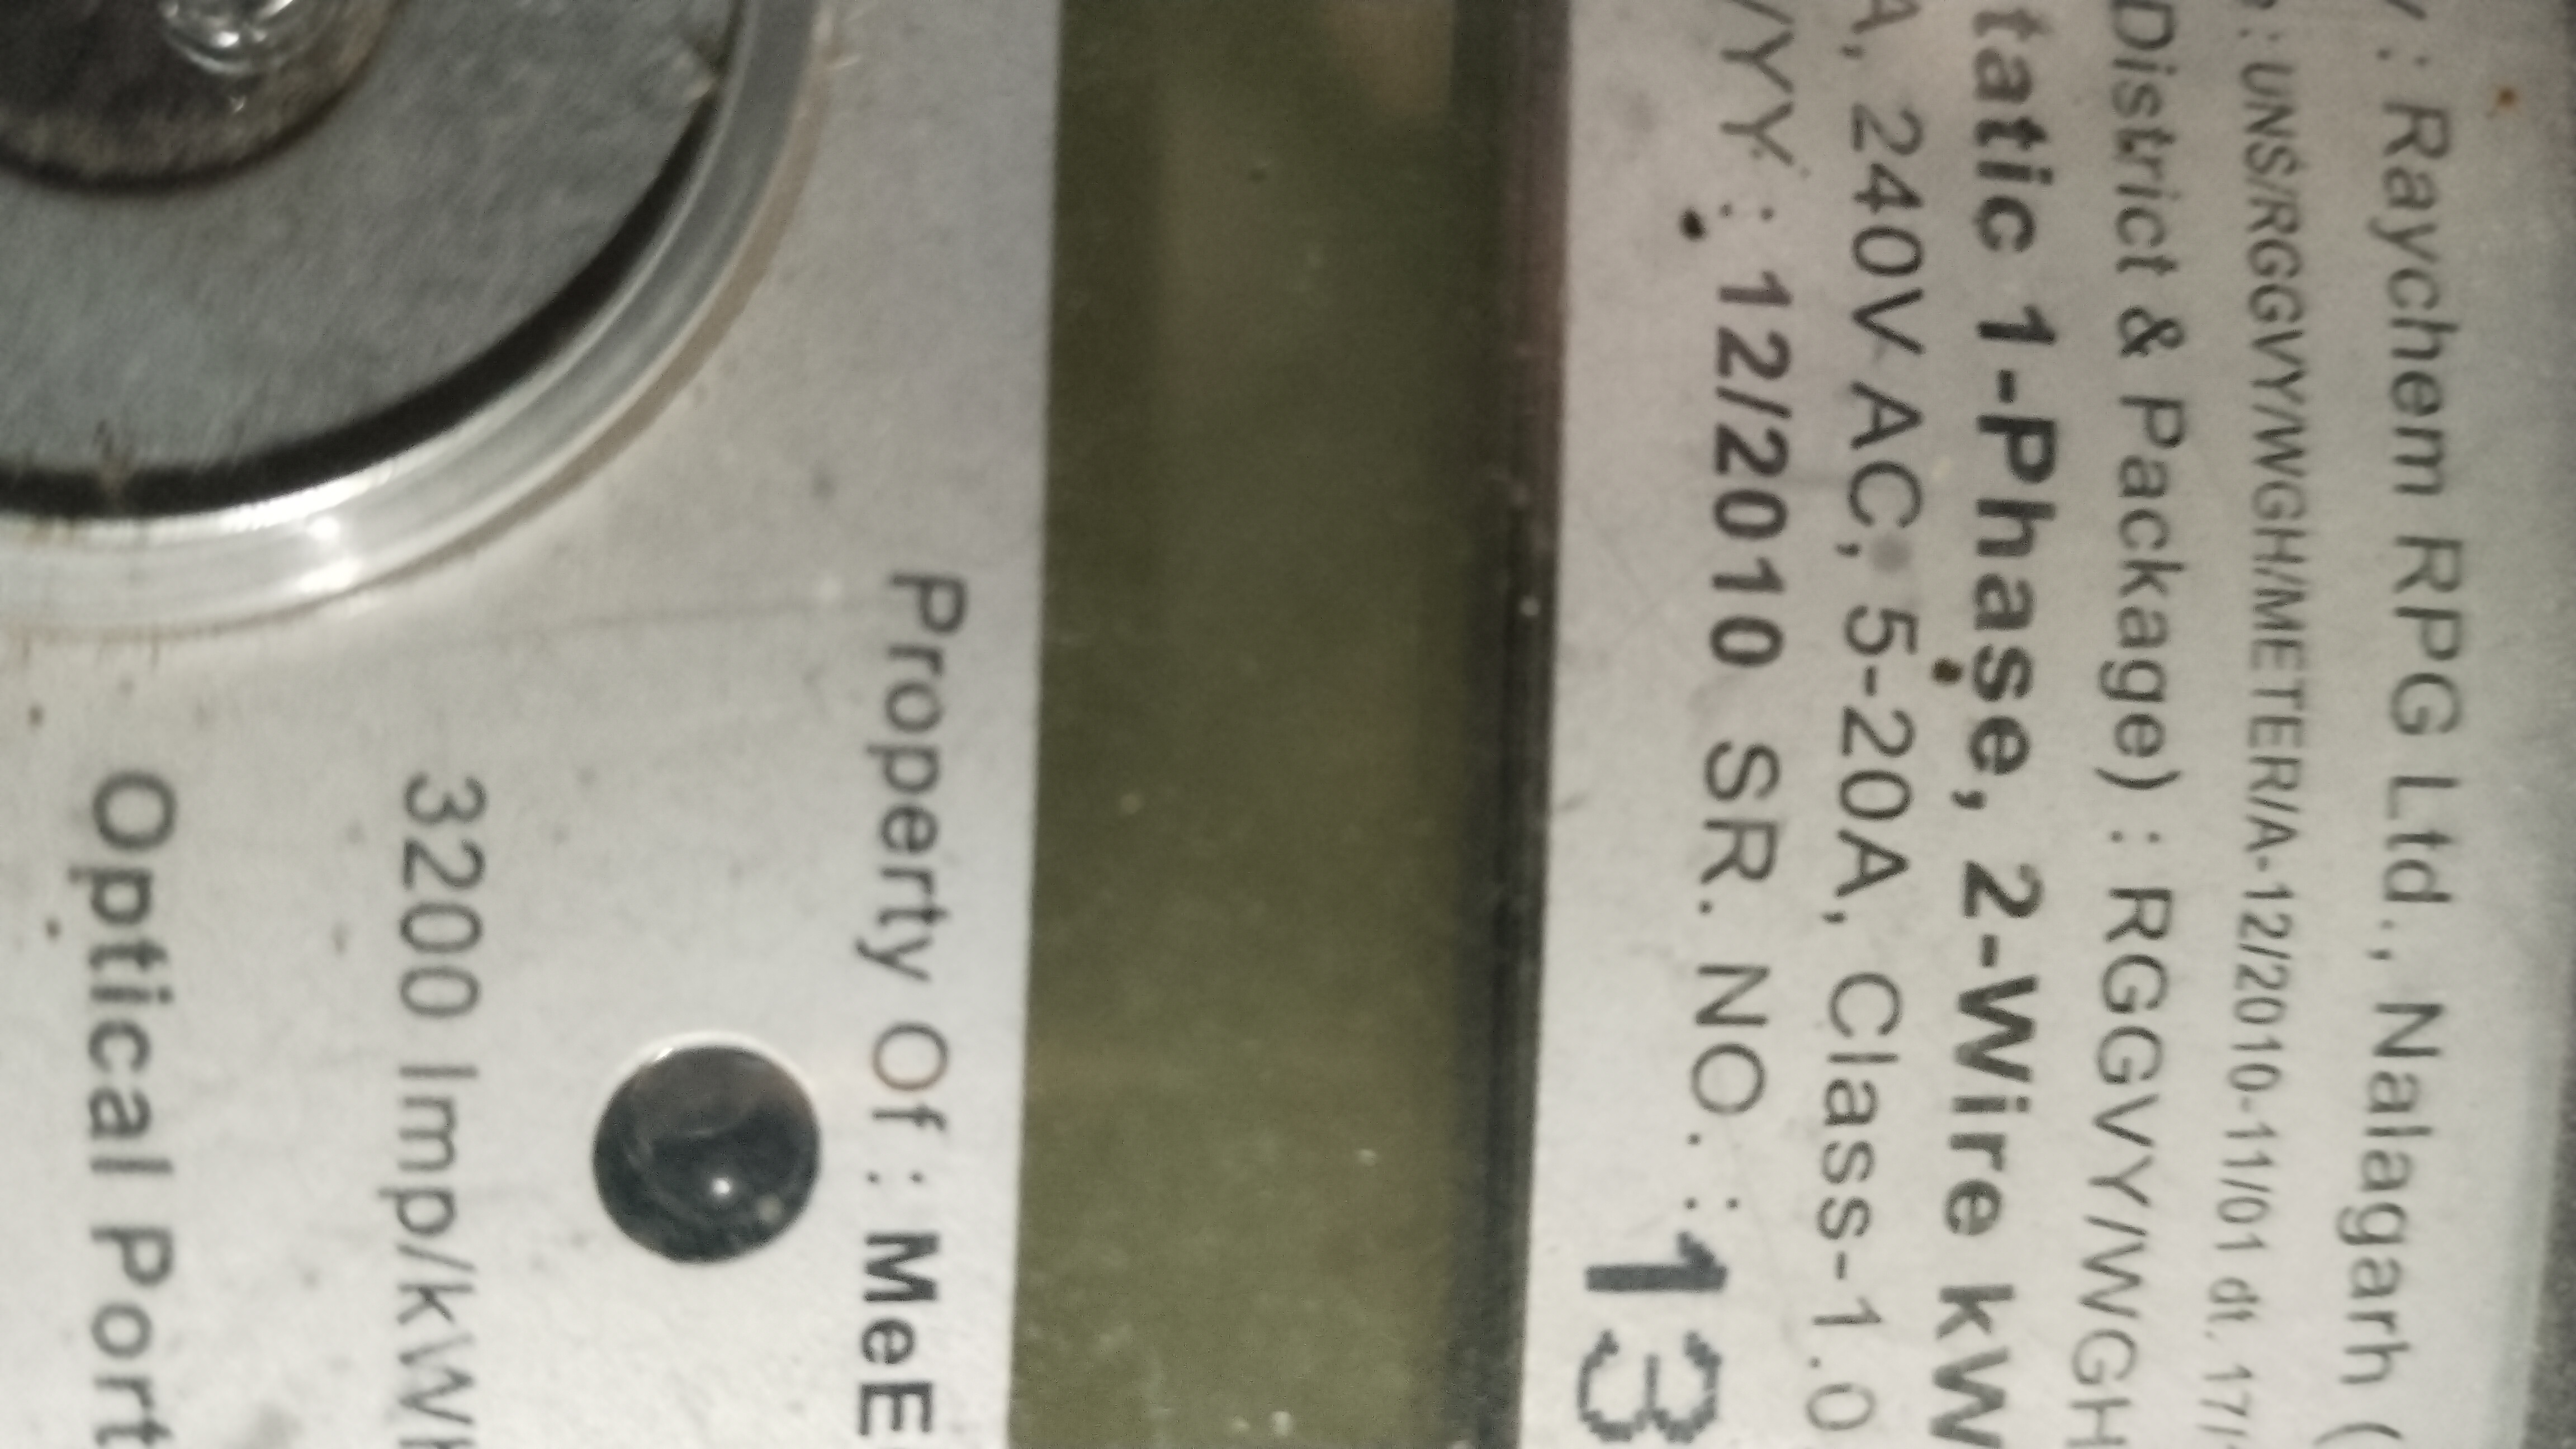 y : Raychem RPG Ltd., Nalagarh (
: UNS/RGGVY/WGH/METER/A-12/2010-11/01 dt. 17/
District & Package) : RGGVY/WGH
tatic 1-Phase, 2-Wire kW
A, 240V AC, 5-20A, Class-1.0
/YY : 12/2010 SR. NO. : 13
Property Of : MeE
3200 Imp/kWh
Optical Port